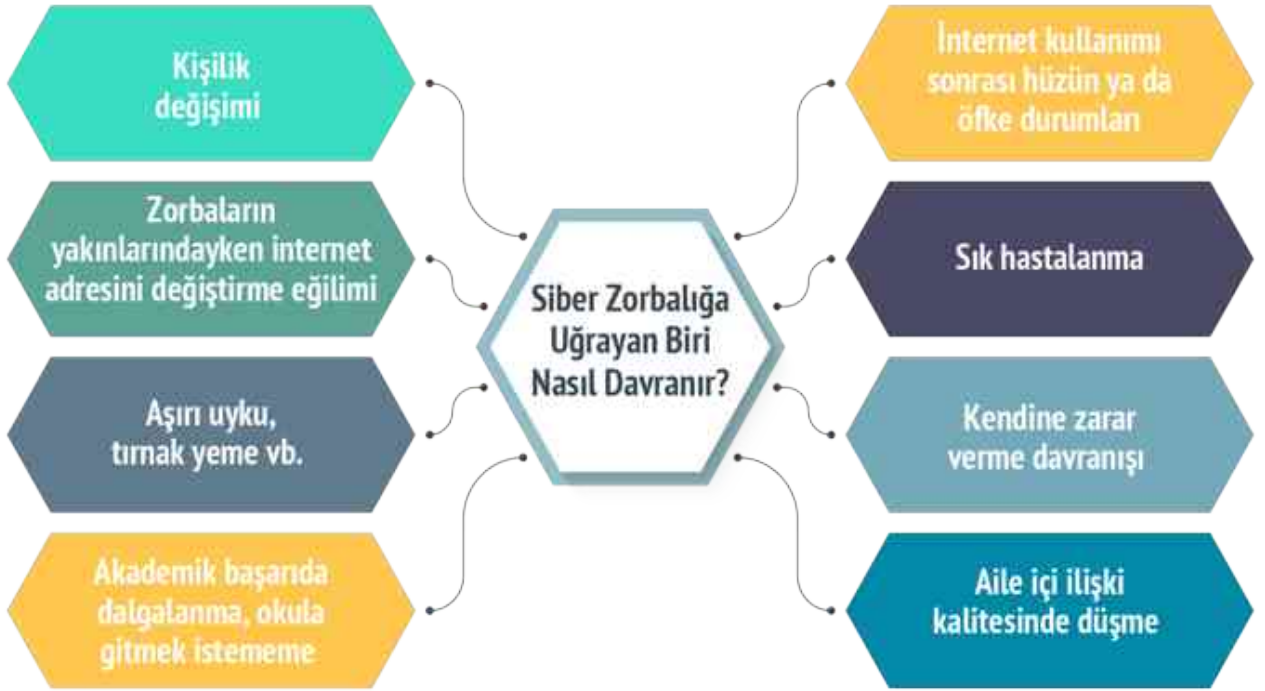 Kişilik
değişimi
Zorbaların
yakınlarındayken internet
adresini değiştirme eğilimi
Aşırı uyku,
tırnak yeme vb.
Akademik başarıda
dalgalanma, okula
gitmek istememe
Siber Zorbalığa
Uğrayan Biri
Nasıl Davranır?
İnternet kullanımı
sonrası hüzün ya da
öfke durumları
Sık hastalanma
Kendine zarar
verme davranışı
Aile içi ilişki
kalitesinde düşme